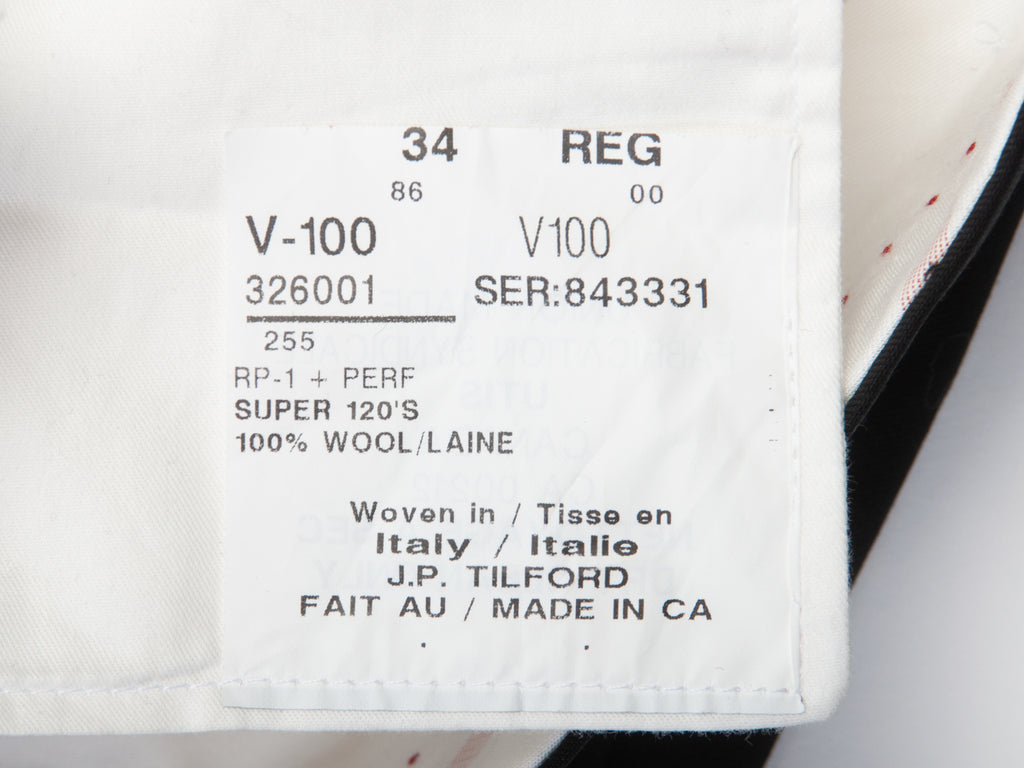 34 REG
86 00
V-100 V100
326001 SER:843331
255
RP-1 + PERF
SUPER 120'S
100% WOOL/LAINE
Woven in / Tisse en
Italy / Italie
J.P. TILFORD
FAIT AU / MADE IN CA